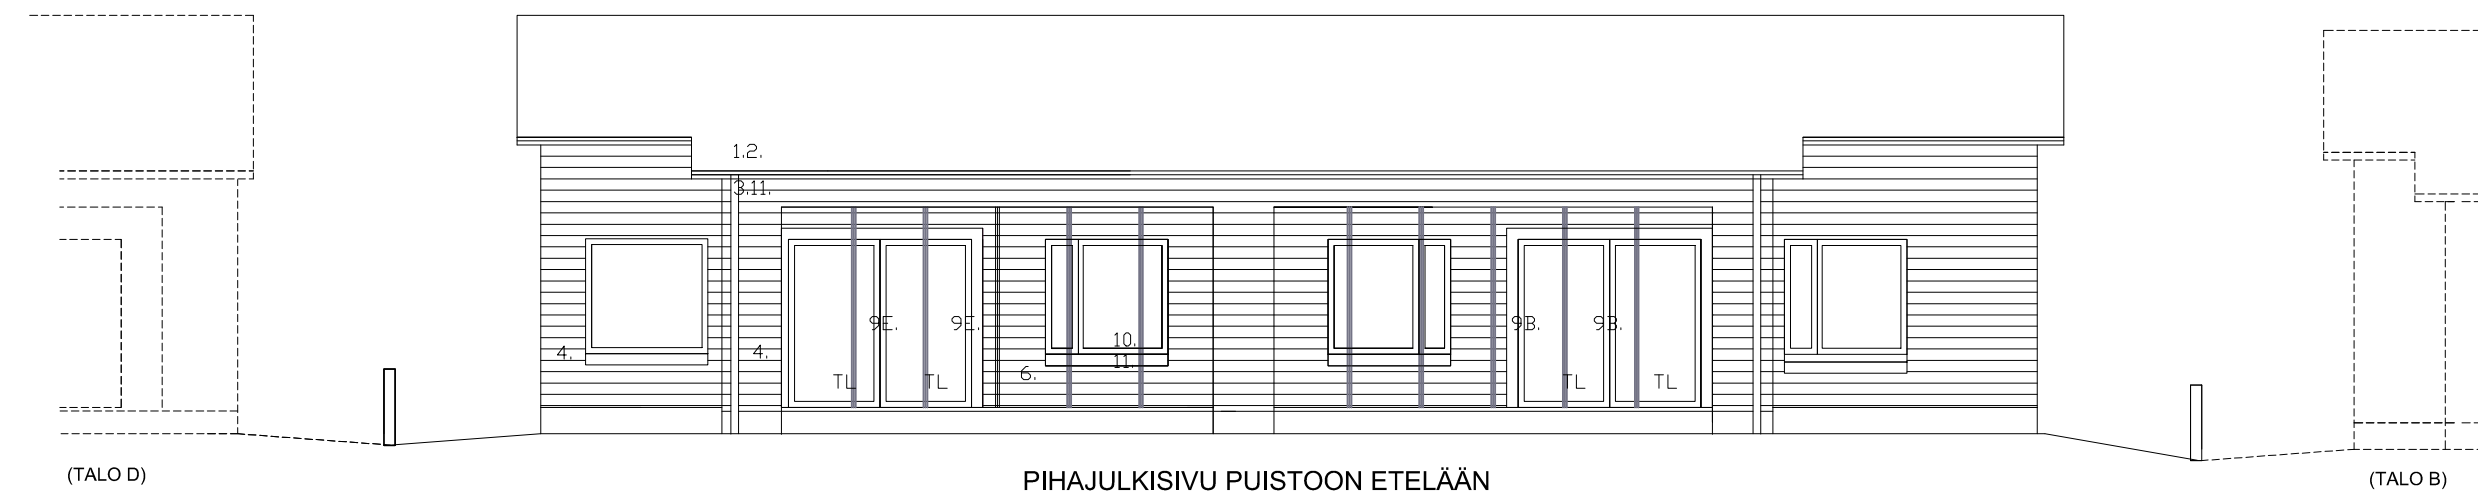 1.2.
3.11.
9E. 9E. 9B. 9B.
10.
4. 4.
11.
6.
TL TL TL TL
(TALO D)
PIHAJULKISIVU PUISTOON ETELÄÄN
(TALO B)